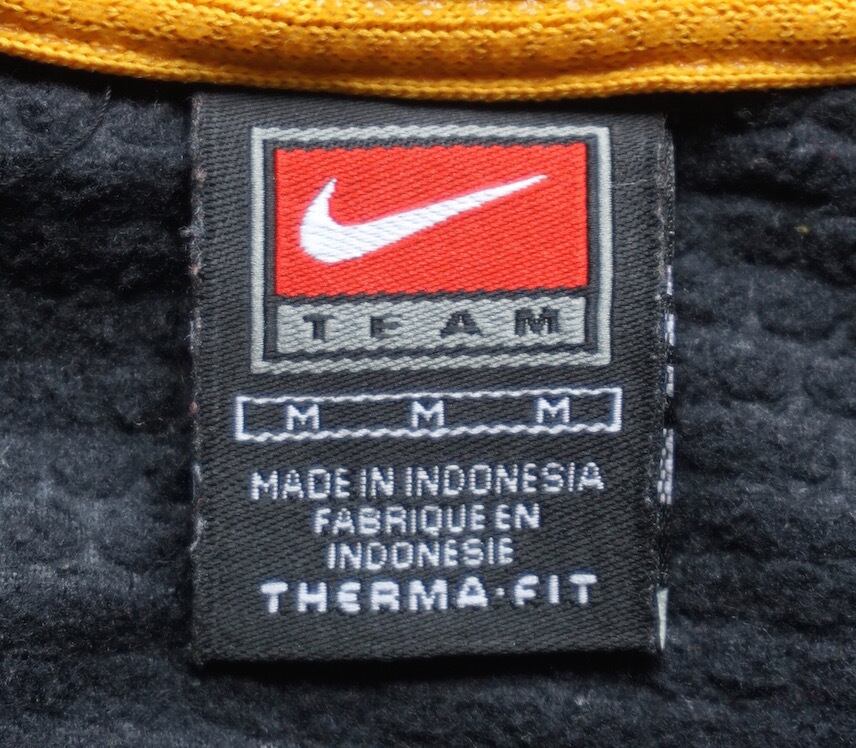 TEAM
M M M
MADE IN INDONESIA
FABRIQUE EN
INDONESIE
THERMA·FIT